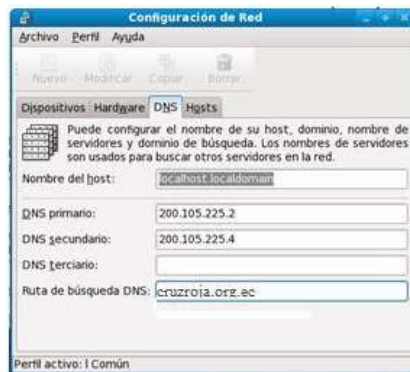 Configuración de Red
Archivo Perfil Ayuda
Nuevo Modificar Copiar Borrar
Dispositivos Hardware DNS Hosts
Puede configurar el nombre de su host, dominio, nombre de
servidores y dominio de búsqueda. Los nombres de servidores
son usados para buscar otros servidores en la red.
Nombre del host: localhost.localdomain
DNS primario: 200.105.225.2
DNS secundario: 200.105.225.4
DNS terciario:
Ruta de búsqueda DNS: cruzroja.org.ec
Perfil activo: l Común